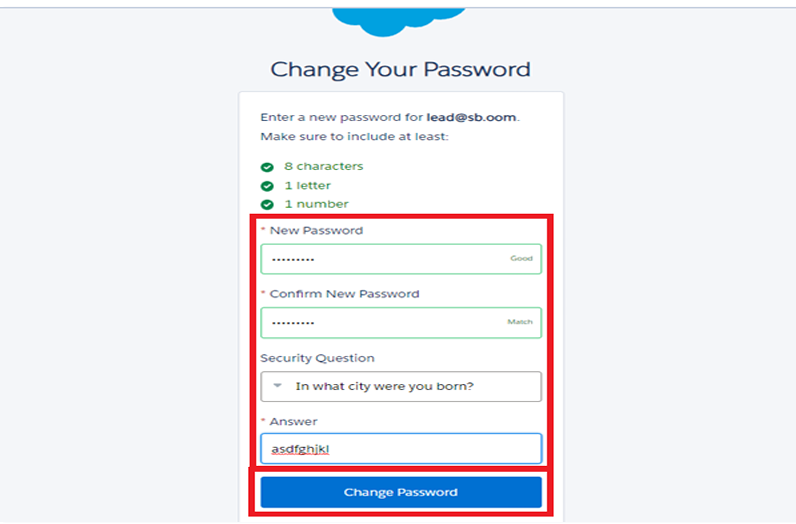 Change Your Password
Enter a new password for lead@sb.oom.
Make sure to include at least:
8 characters
1 letter
1 number
* New Password
••••••••• Good
* Confirm New Password
••••••••• Match
Security Question
In what city were you born?
* Answer
asdfghjkl
Change Password